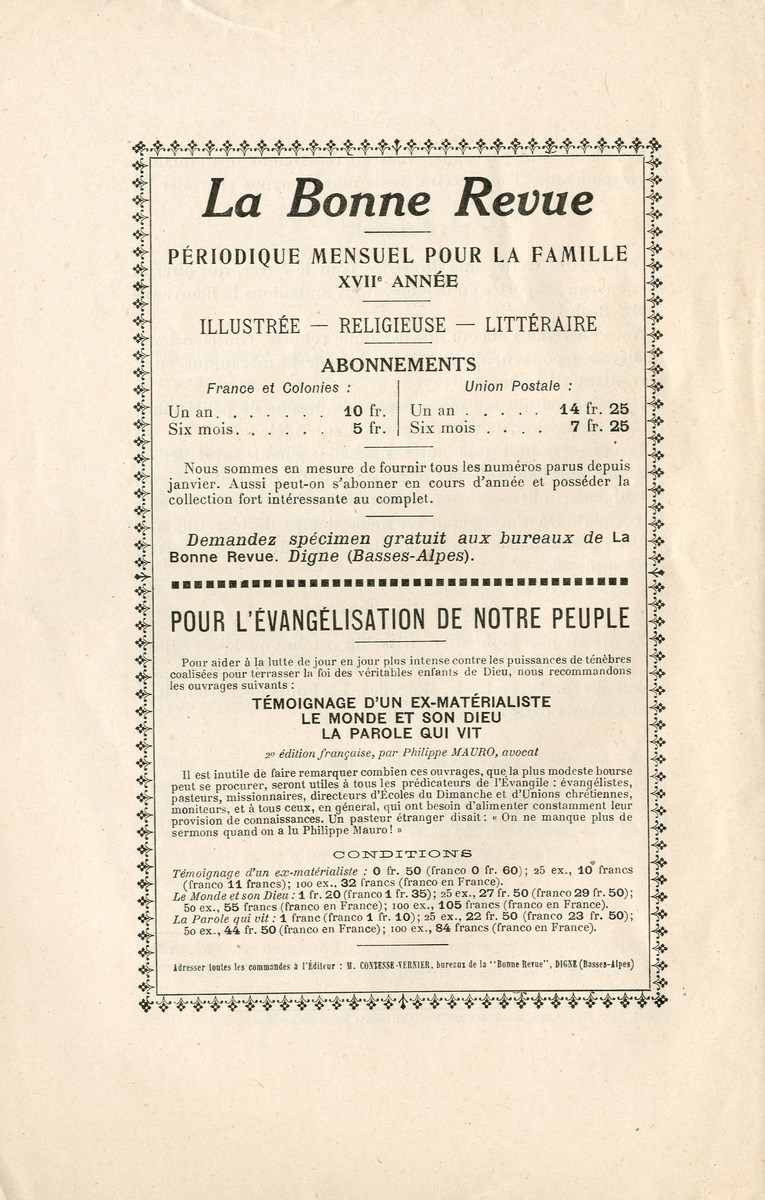 La Bonne Revue
PÉRIODIQUE MENSUEL POUR LA FAMILLE
XVIIe ANNÉE
ILLUSTRÉE — RELIGIEUSE — LITTÉRAIRE
ABONNEMENTS
France et Colonies :
Un an. . . . . . . 10 fr.
Six mois. . . . . . 5 fr.
Union Postale :
Un an . . . . . 14 fr. 25
Six mois . . . . 7 fr. 25
Nous sommes en mesure de fournir tous les numéros parus depuis
janvier. Aussi peut-on s'abonner en cours d'année et posséder la
collection fort intéressante au complet.
Demandez spécimen gratuit aux bureaux de La
Bonne Revue. Digne (Basses-Alpes).
POUR L'ÉVANGÉLISATION DE NOTRE PEUPLE
Pour aider à la lutte de jour en jour plus intense contre les puissances de ténèbres
coalisées pour terrasser la foi des véritables enfants de Dieu, nous recommandons
les ouvrages suivants :
TÉMOIGNAGE D'UN EX-MATÉRIALISTE
LE MONDE ET SON DIEU
LA PAROLE QUI VIT
2e édition française, par Philippe MAURO, avocat
Il est inutile de faire remarquer combien ces ouvrages, que la plus modeste bourse
peut se procurer, seront utiles à tous les prédicateurs de l'Évangile : évangélistes,
pasteurs, missionnaires, directeurs d'Écoles du Dimanche et d'Unions chrétiennes,
moniteurs, et à tous ceux, en géneral, qui ont besoin d'alimenter constamment leur
provision de connaissances. Un pasteur étranger disait : « On ne manque plus de
sermons quand on a lu Philippe Mauro ! »
CONDITIONS
Témoignage d'un ex-matérialiste : 0 fr. 50 (franco 0 fr. 60); 25 ex., 10 francs
(franco 11 francs); 100 ex., 32 francs (franco en France).
Le Monde et son Dieu : 1 fr. 20 (franco 1 fr. 35); 25 ex., 27 fr. 50 (franco 29 fr. 50);
50 ex., 55 francs (franco en France); 100 ex., 105 francs (franco en France).
La Parole qui vit : 1 franc (franco 1 fr. 10); 25 ex., 22 fr. 50 (franco 23 fr. 50);
50 ex., 44 fr. 50 (franco en France); 100 ex., 84 francs (franco en France).
Adresser toutes les commandes à l'Éditeur : M. CONTESSE-VERNIER, bureaux de la "Bonne Revue", DIGNE (Basses-Alpes)